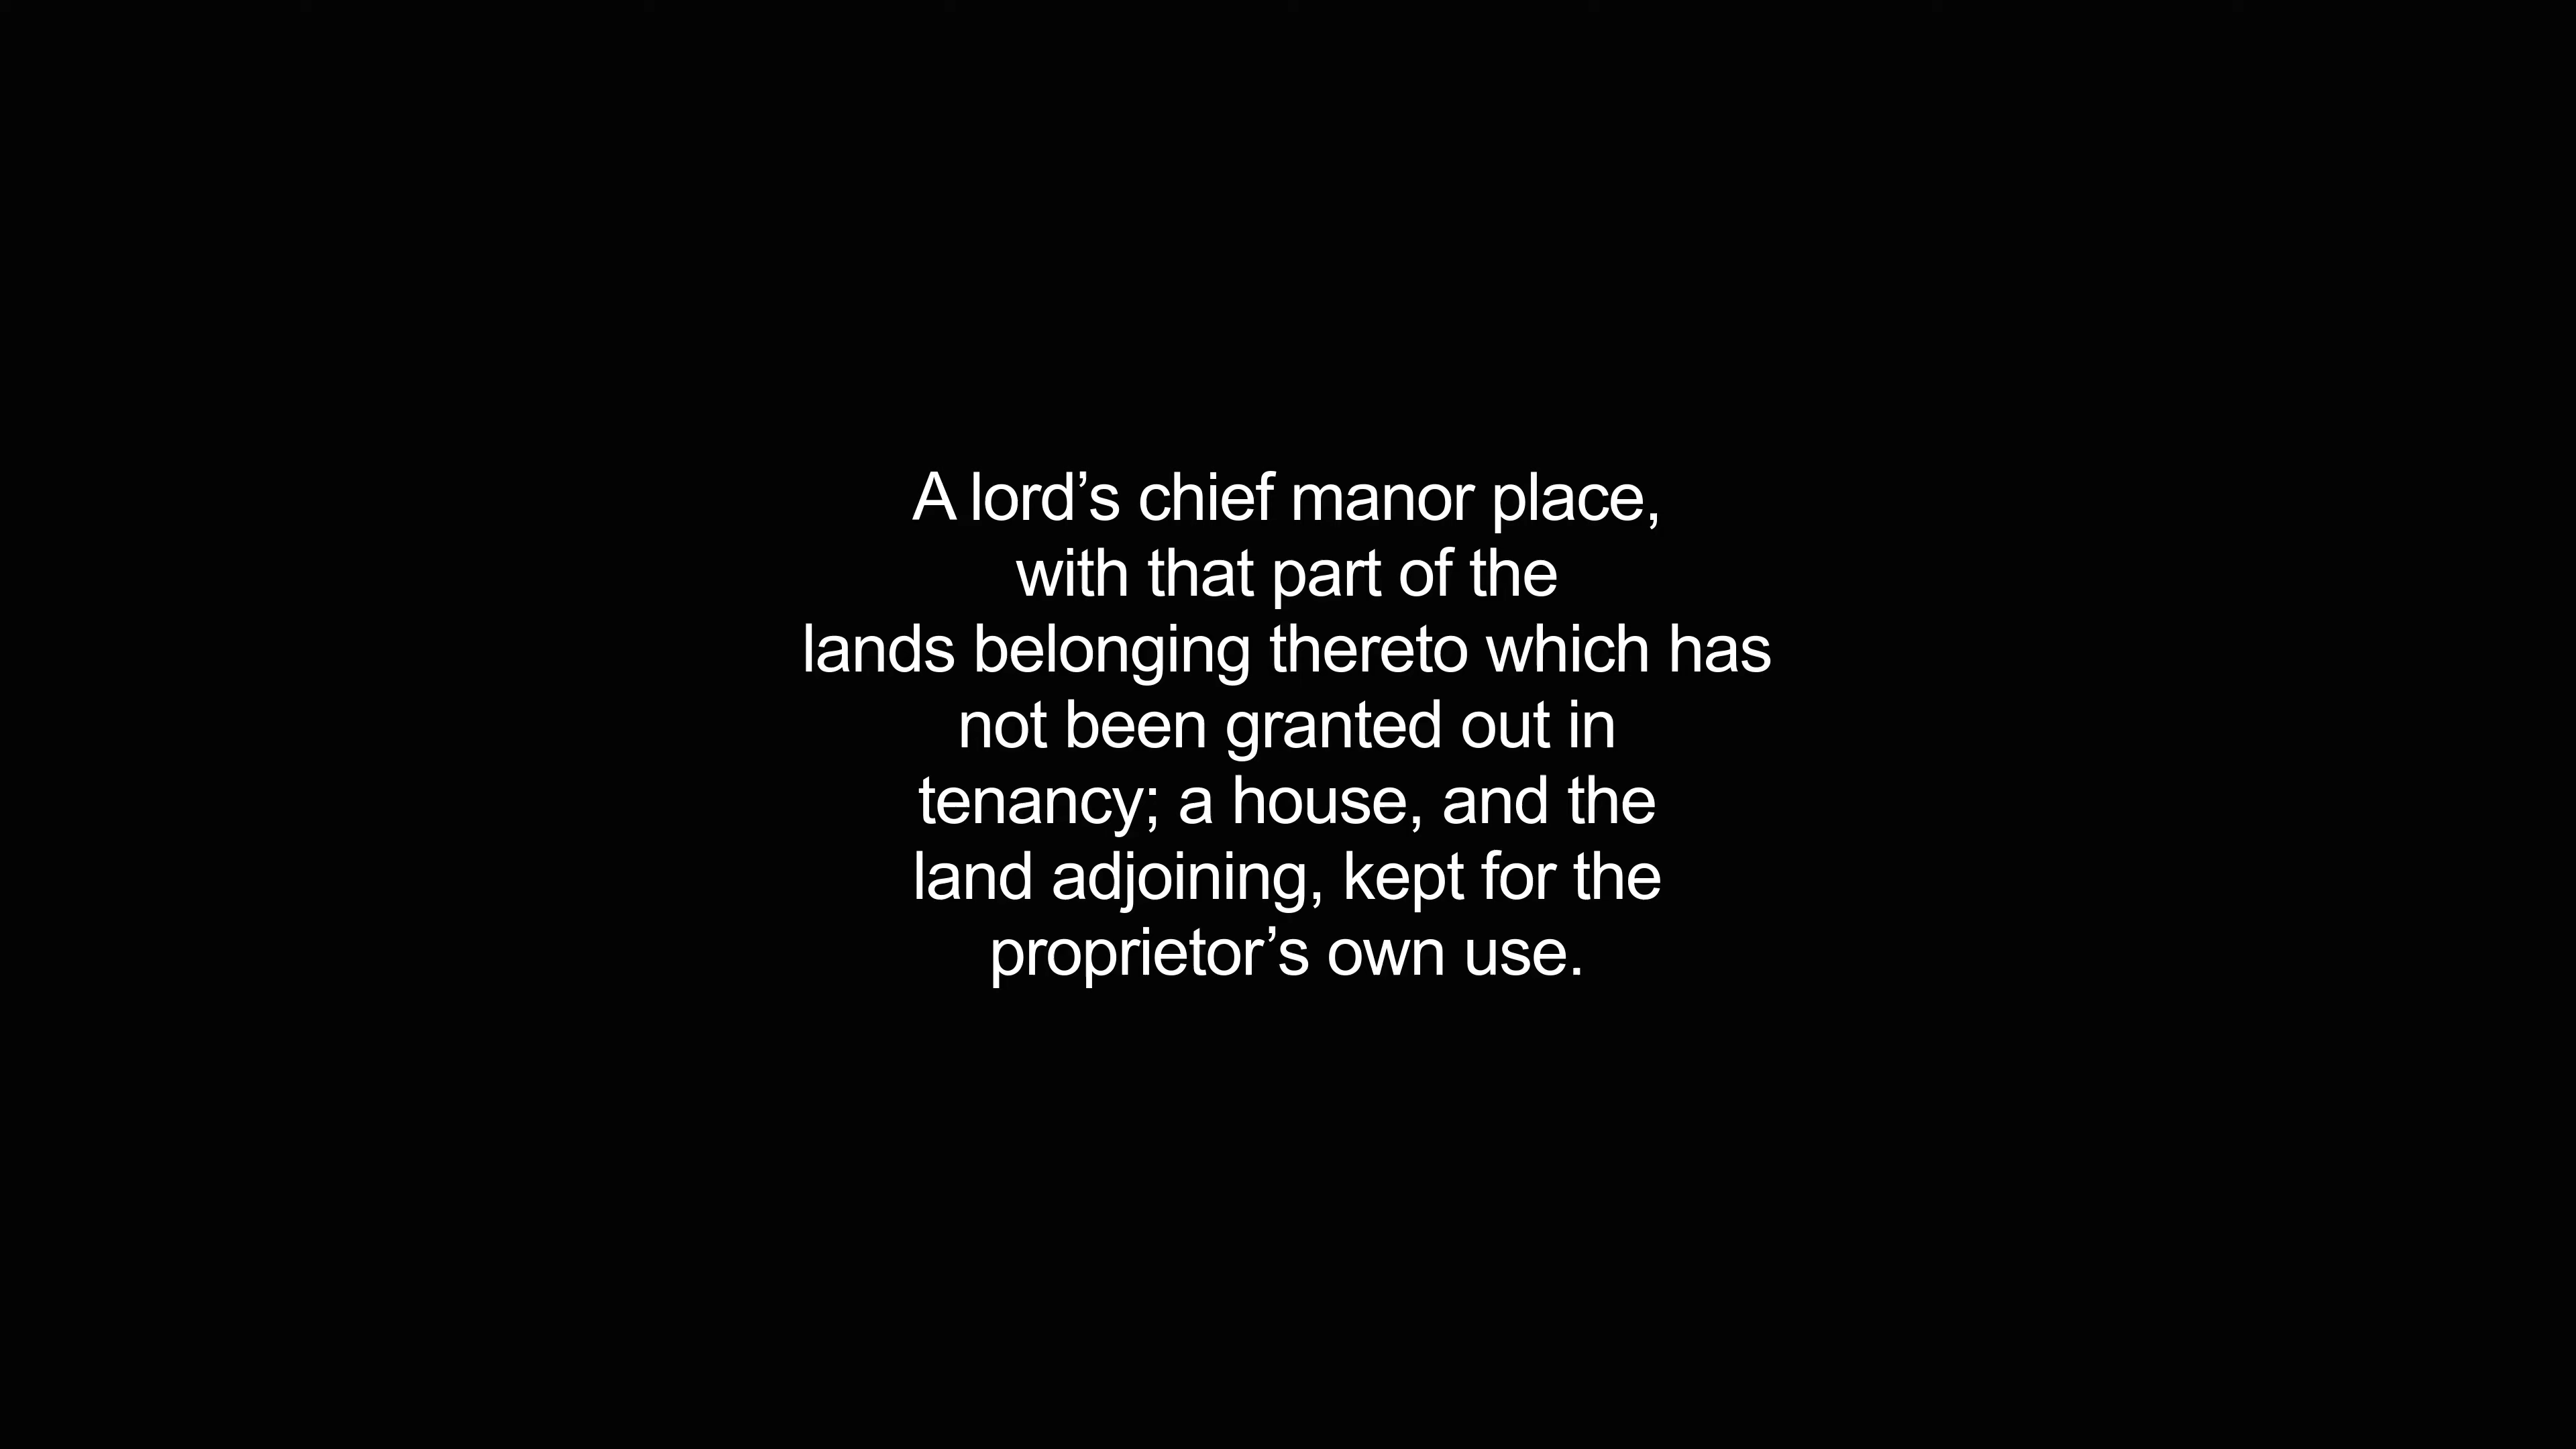 A lord’s chief manor place,
with that part of the
lands belonging thereto which has
not been granted out in
tenancy; a house, and the
land adjoining, kept for the
proprietor’s own use.